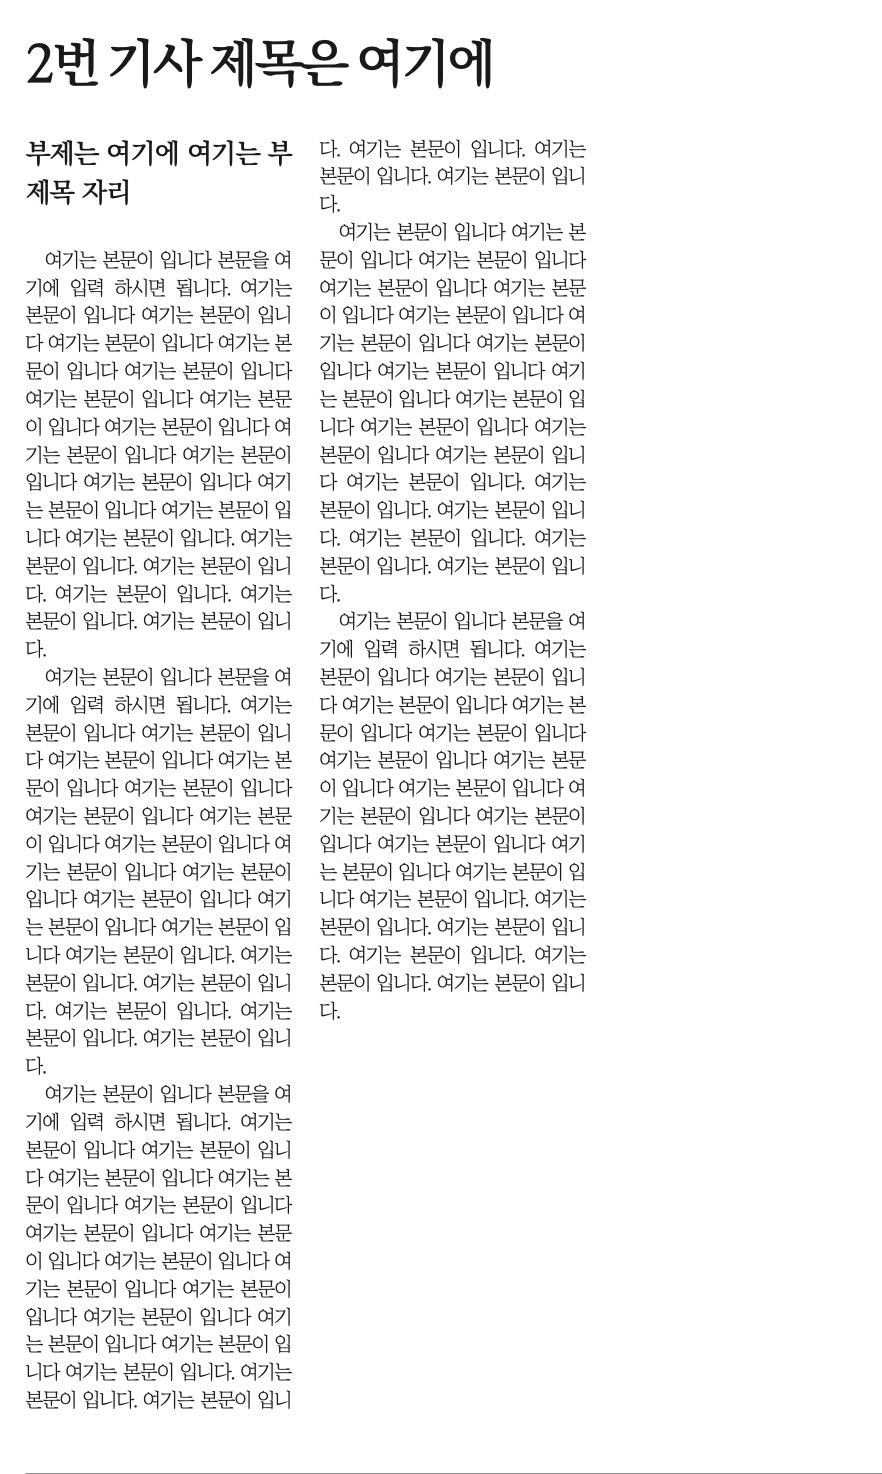 2번 기사 제목은 여기에
부제는 여기에 여기는 부
제목 자리
여기는 본문이 입니다 본문을 여
기에 입력 하시면 됩니다. 여기는
본문이 입니다 여기는 본문이 입니
다 여기는 본문이 입니다 여기는 본
문이 입니다 여기는 본문이 입니다
여기는 본문이 입니다 여기는 본문
이 입니다 여기는 본문이 입니다 여
기는 본문이 입니다 여기는 본문이
입니다 여기는 본문이 입니다 여기
는 본문이 입니다 여기는 본문이 입
니다 여기는 본문이 입니다. 여기는
본문이 입니다. 여기는 본문이 입니
다. 여기는 본문이 입니다. 여기는
본문이 입니다. 여기는 본문이 입니
다.
여기는 본문이 입니다 본문을 여
기에 입력 하시면 됩니다. 여기는
본문이 입니다 여기는 본문이 입니
다 여기는 본문이 입니다 여기는 본
문이 입니다 여기는 본문이 입니다
여기는 본문이 입니다 여기는 본문
이 입니다 여기는 본문이 입니다 여
기는 본문이 입니다 여기는 본문이
입니다 여기는 본문이 입니다 여기
는 본문이 입니다 여기는 본문이 입
니다 여기는 본문이 입니다. 여기는
본문이 입니다. 여기는 본문이 입니
다. 여기는 본문이 입니다. 여기는
본문이 입니다. 여기는 본문이 입니
다.
여기는 본문이 입니다 본문을 여
기에 입력 하시면 됩니다. 여기는
본문이 입니다 여기는 본문이 입니
다 여기는 본문이 입니다 여기는 본
문이 입니다 여기는 본문이 입니다
여기는 본문이 입니다 여기는 본문
이 입니다 여기는 본문이 입니다 여
기는 본문이 입니다 여기는 본문이
입니다 여기는 본문이 입니다 여기
는 본문이 입니다 여기는 본문이 입
니다 여기는 본문이 입니다. 여기는
본문이 입니다. 여기는 본문이 입니
다. 여기는 본문이 입니다. 여기는
본문이 입니다. 여기는 본문이 입니
다.
여기는 본문이 입니다 여기는 본
문이 입니다 여기는 본문이 입니다
여기는 본문이 입니다 여기는 본문
이 입니다 여기는 본문이 입니다 여
기는 본문이 입니다 여기는 본문이
입니다 여기는 본문이 입니다 여기
는 본문이 입니다 여기는 본문이 입
니다 여기는 본문이 입니다 여기는
본문이 입니다 여기는 본문이 입니
다 여기는 본문이 입니다. 여기는
본문이 입니다. 여기는 본문이 입니
다. 여기는 본문이 입니다. 여기는
본문이 입니다. 여기는 본문이 입니
다.
여기는 본문이 입니다 본문을 여
기에 입력 하시면 됩니다. 여기는
본문이 입니다 여기는 본문이 입니
다 여기는 본문이 입니다 여기는 본
문이 입니다 여기는 본문이 입니다
여기는 본문이 입니다 여기는 본문
이 입니다 여기는 본문이 입니다 여
기는 본문이 입니다 여기는 본문이
입니다 여기는 본문이 입니다 여기
는 본문이 입니다 여기는 본문이 입
니다 여기는 본문이 입니다. 여기는
본문이 입니다. 여기는 본문이 입니
다. 여기는 본문이 입니다. 여기는
본문이 입니다. 여기는 본문이 입니
다.